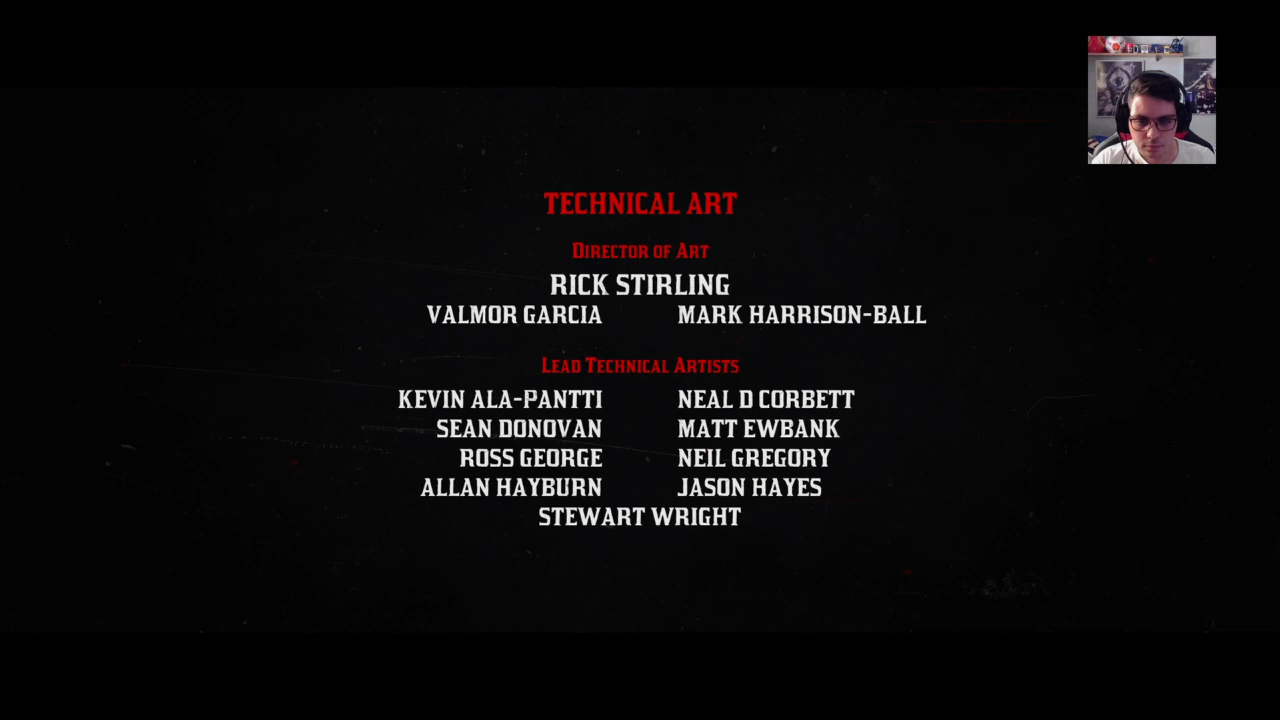 TECHNICAL ART
DIRECTOR OF ART
RICK STIRLING
VALMOR GARCIA MARK HARRISON-BALL
LEAD TECHNICAL ARTISTS
KEVIN ALA-PANTTI NEAL D CORBETT
SEAN DONOVAN MATT EWBANK
ROSS GEORGE NEIL GREGORY
ALLAN HAYBURN JASON HAYES
STEWART WRIGHT